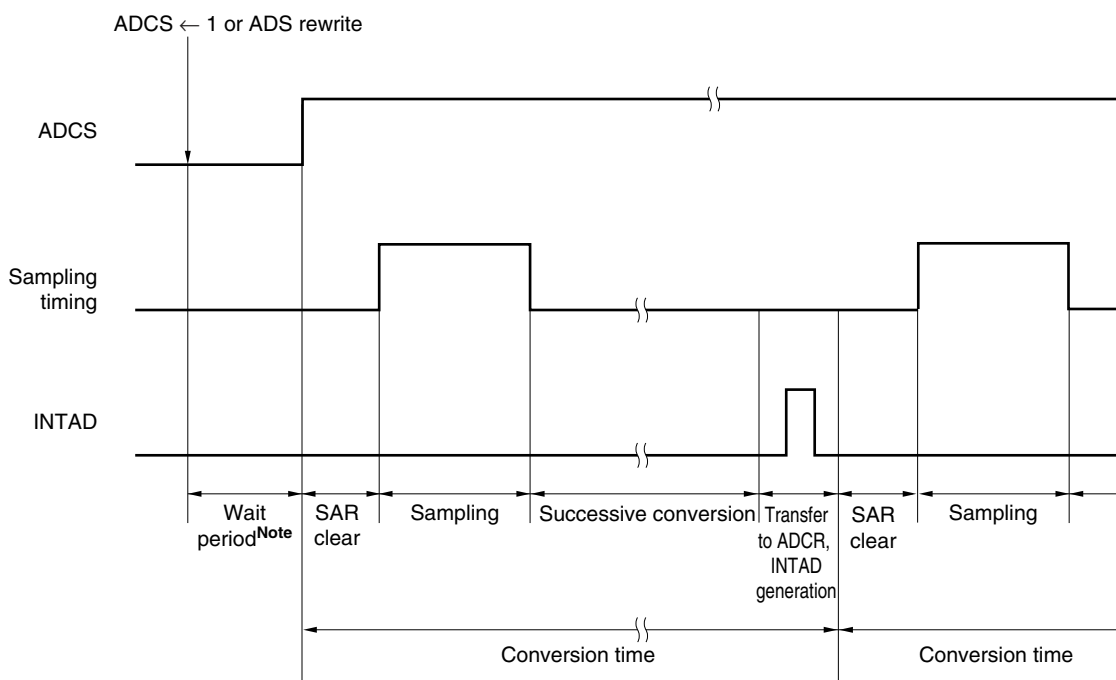 ADCS ← 1 or ADS rewrite
ADCS
Sampling
timing
INTAD
Wait
periodNote
SAR
clear
Sampling
Successive conversion
Transfer
to ADCR,
INTAD
generation
SAR
clear
Sampling
Conversion time
Conversion time